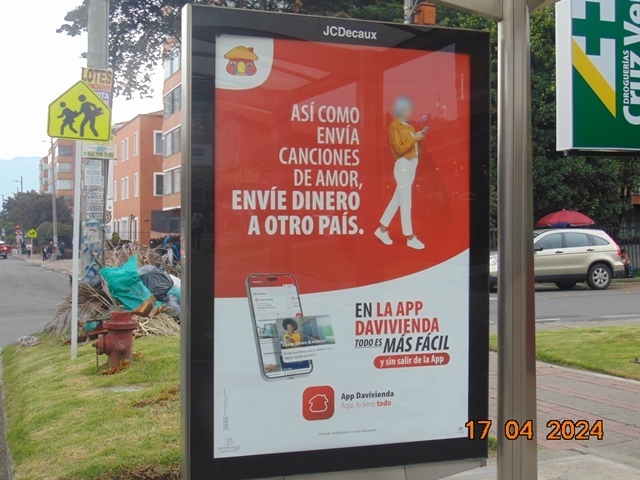 JCDecaux
ASÍ COMO
ENVÍA
CANCIONES
DE AMOR,
ENVÍE DINERO
A OTRO PAÍS.
EN LA APP
DAVIVIENDA
TODO ES MÁS FÁCIL
y sin salir de la App
App Davivienda
Aquí, lo tiene todo
LOTES
DROGUERÍAS
Cruz Ve
17 04 2024